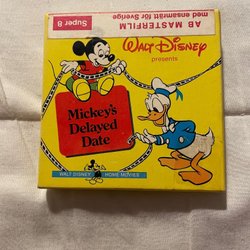 Super 8
AB MASTERFILM
med ensamrätt för Sverige
WALT DISNEY
presents
Mickey's
Delayed
Date
WALT DISNEY HOME MOVIES